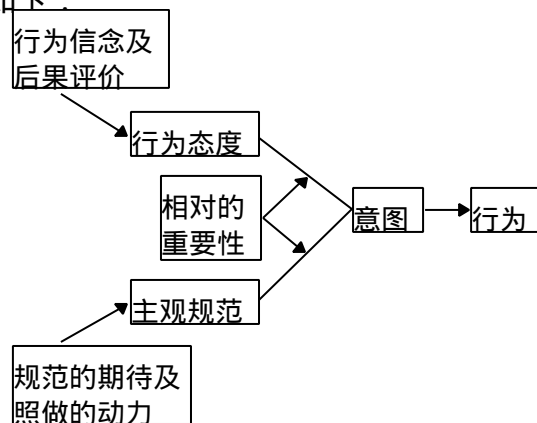 如下：
行为信念及
后果评价
行为态度
相对的
重要性
意图
行为
主观规范
规范的期待及
照做的动力